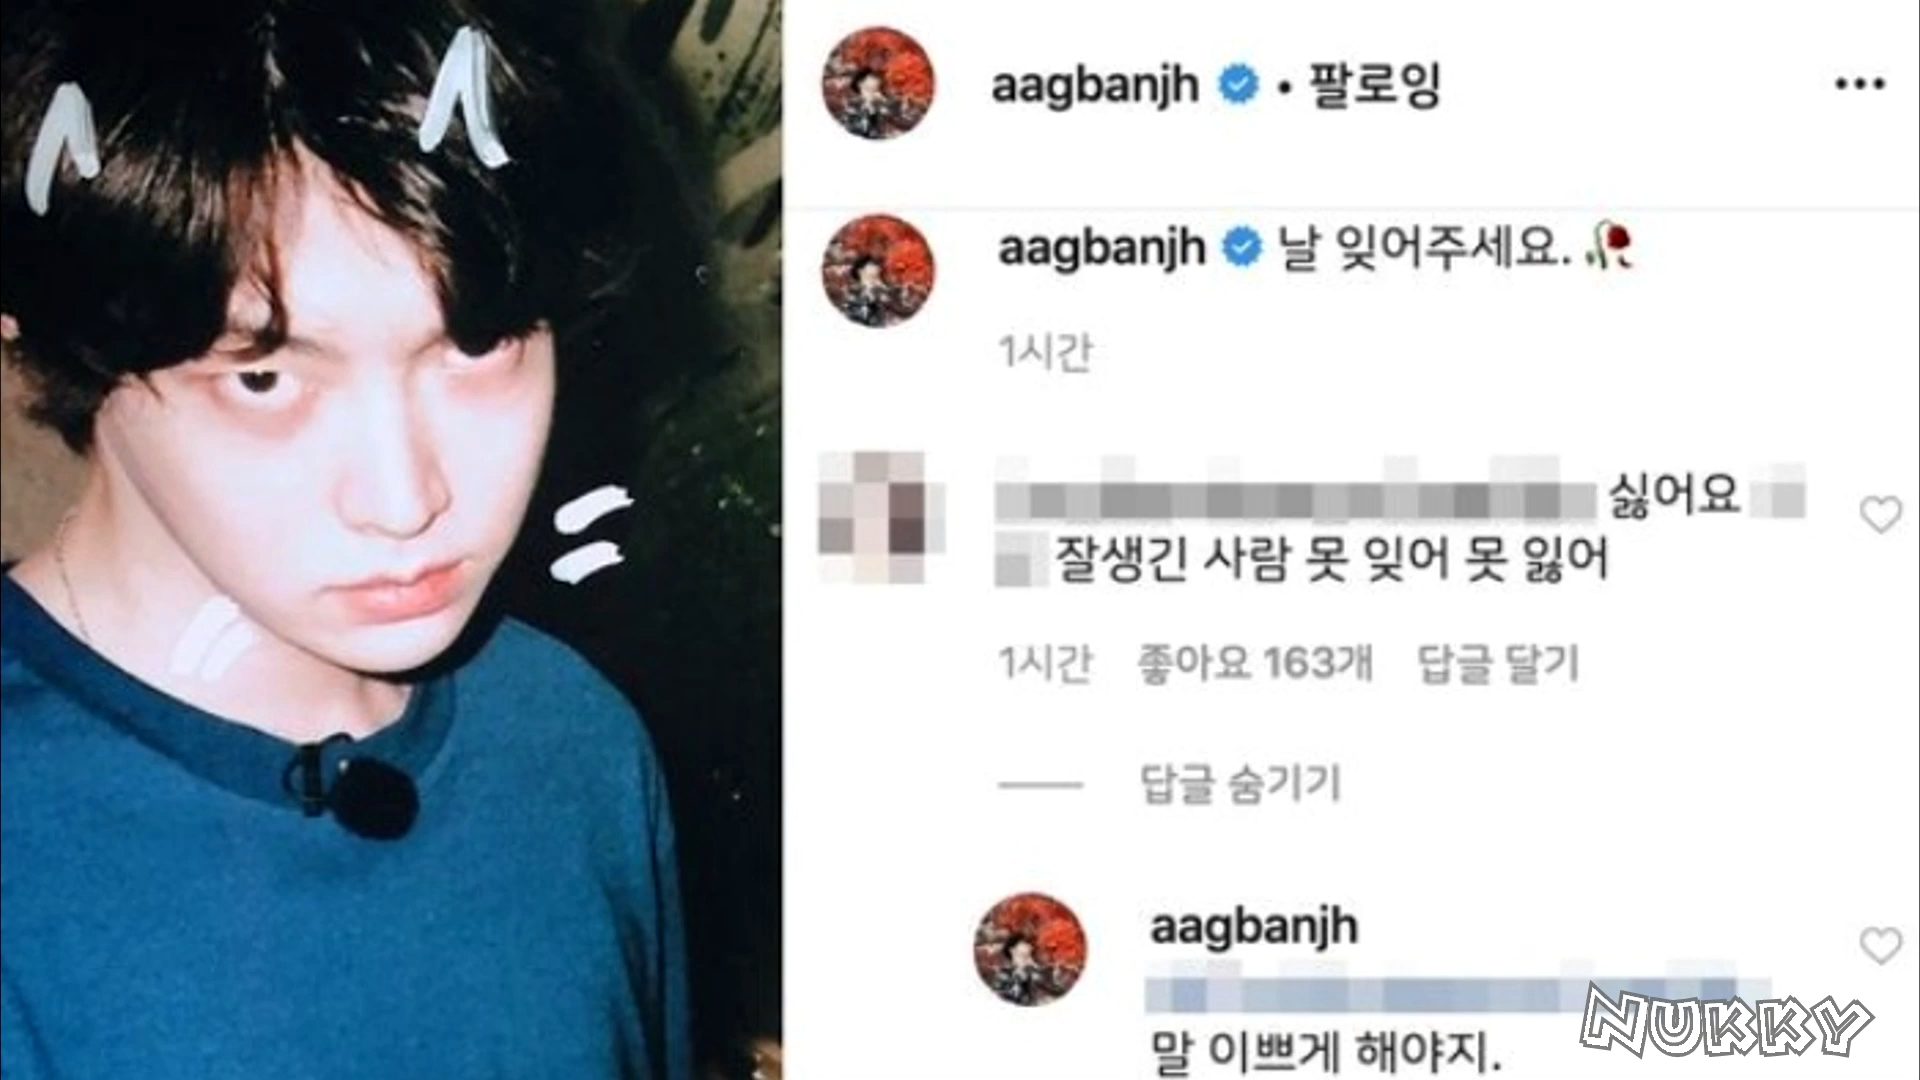 aagbanjh • 팔로잉
aagbanjh 날 잊어주세요.🥀
1시간
싫어요
잘생긴 사람 못 잊어 못 잃어
1시간 좋아요 163개 답글 달기
답글 숨기기
aagbanjh
말 이쁘게 해야지.
NUKKY